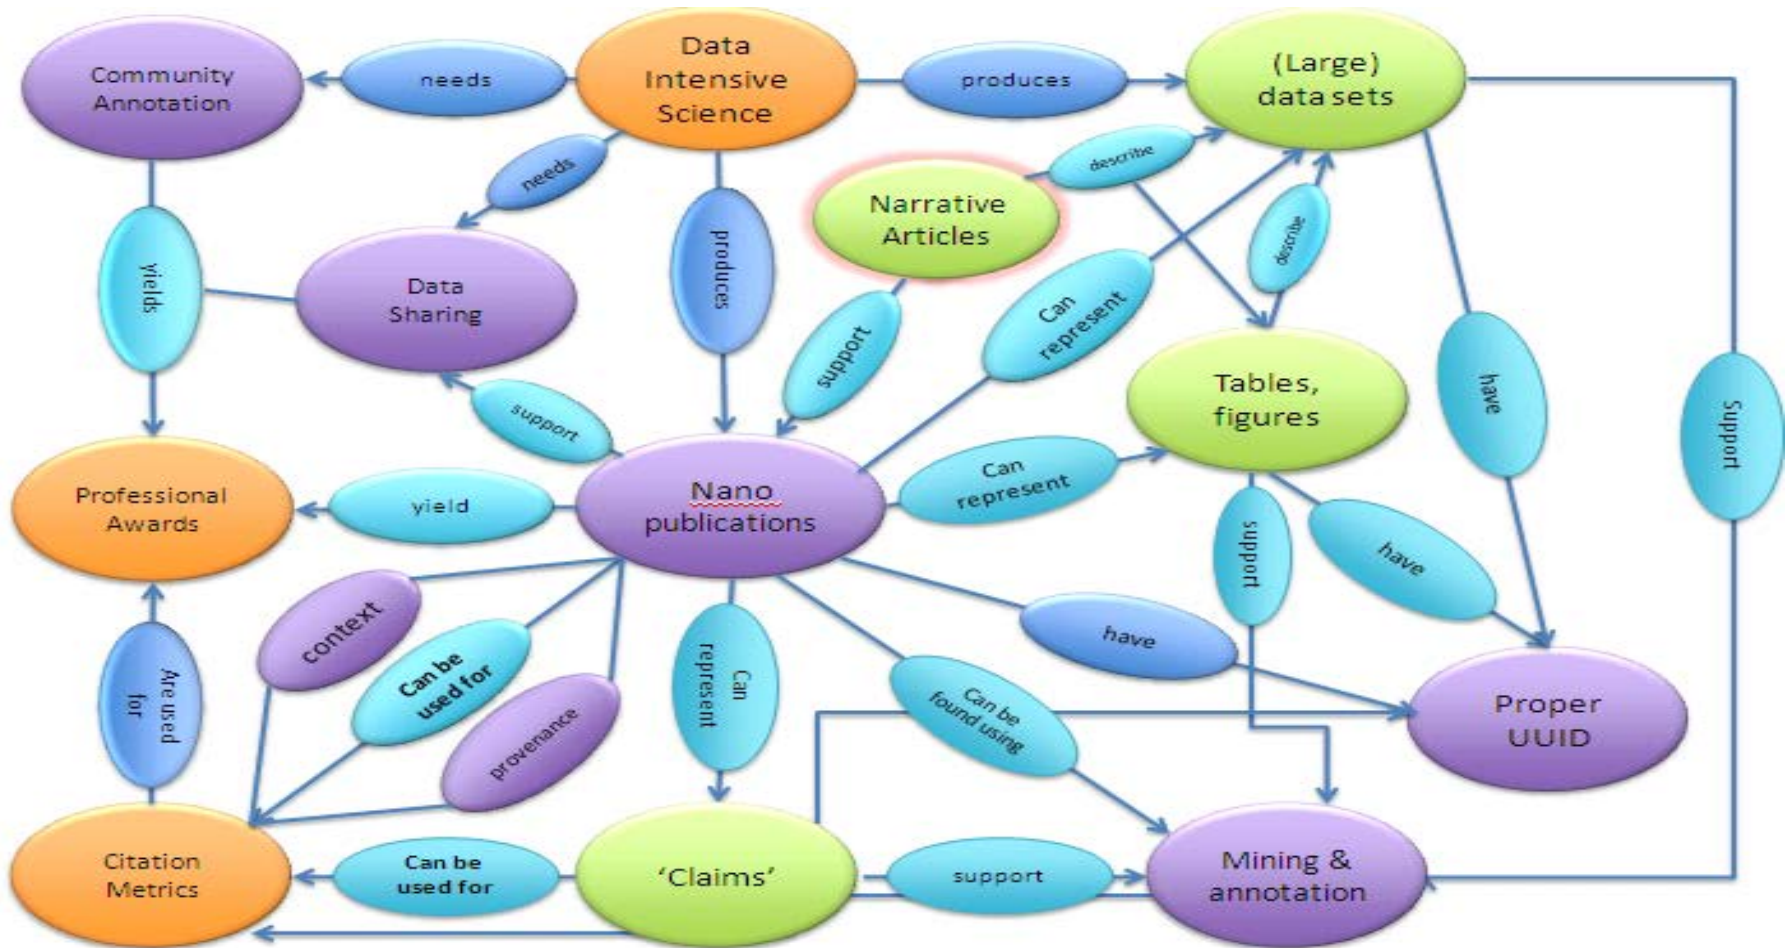 Data
Intensive
Science
Community
Annotation
needs
produces
(Large)
data sets
needs
describe
Narrative
Articles
produces
describe
yields
Data
Sharing
Can
represent
support
have
Tables,
figures
Support
support
Nano
publications
Can
represent
Professional
Awards
yield
support
have
context
Can be
used for
Can
represent
have
Are used
for
provenance
Can be
found using
Proper
UUID
Citation
Metrics
Can be
used for
‘Claims’
support
Mining &
annotation